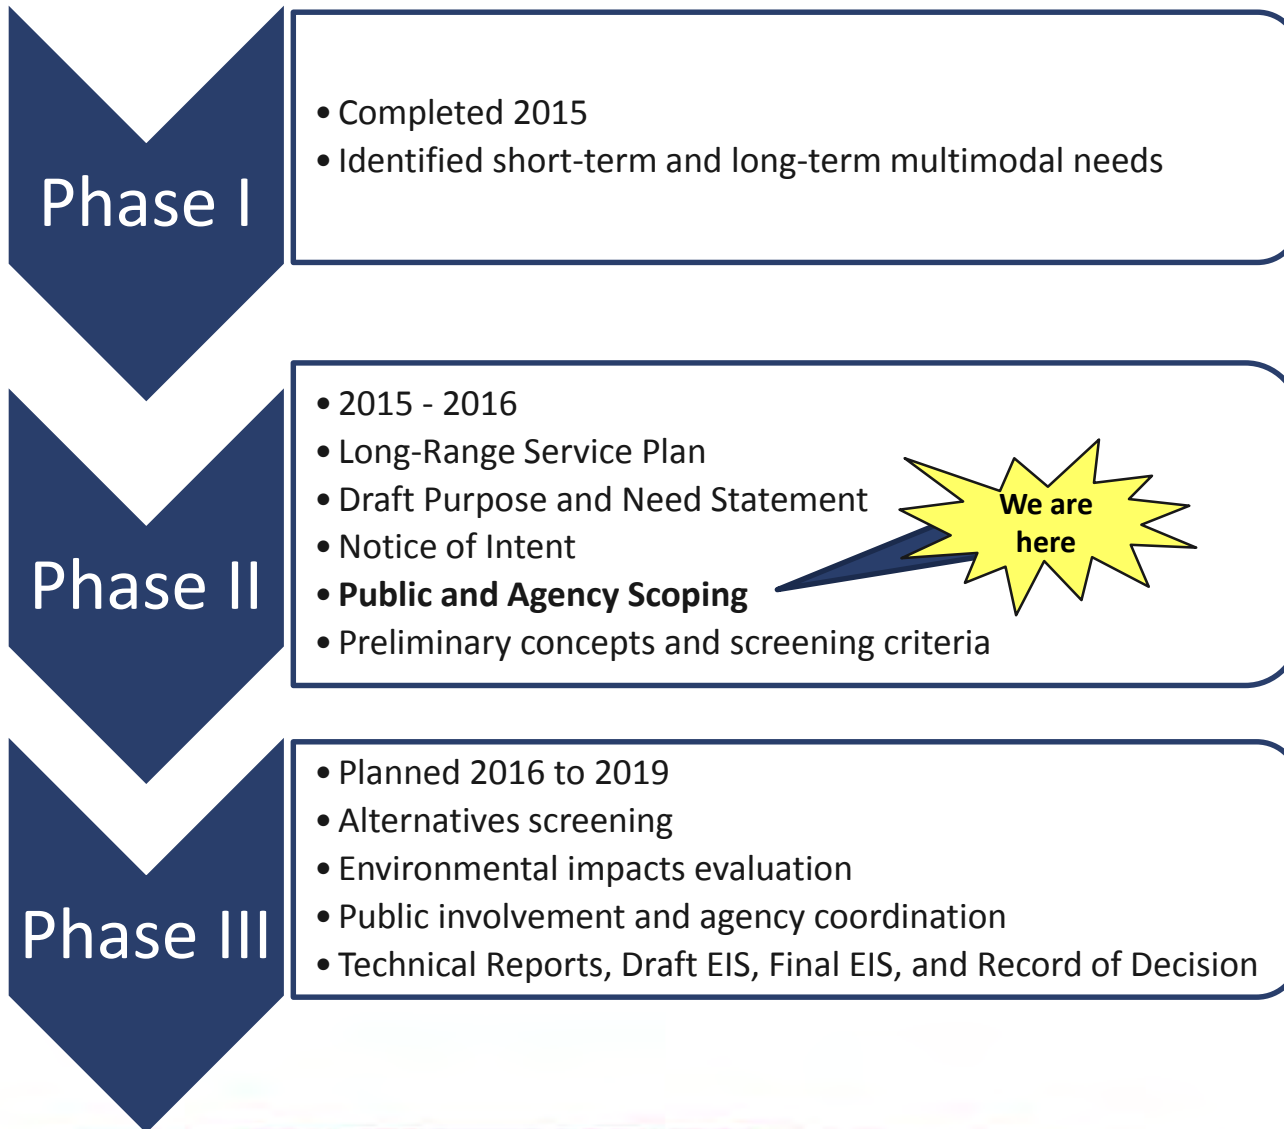 Phase I
• Completed 2015
• Identified short-term and long-term multimodal needs
Phase II
• 2015 - 2016
• Long-Range Service Plan
• Draft Purpose and Need Statement
• Notice of Intent
• Public and Agency Scoping
• Preliminary concepts and screening criteria
We are
here
Phase III
• Planned 2016 to 2019
• Alternatives screening
• Environmental impacts evaluation
• Public involvement and agency coordination
• Technical Reports, Draft EIS, Final EIS, and Record of Decision